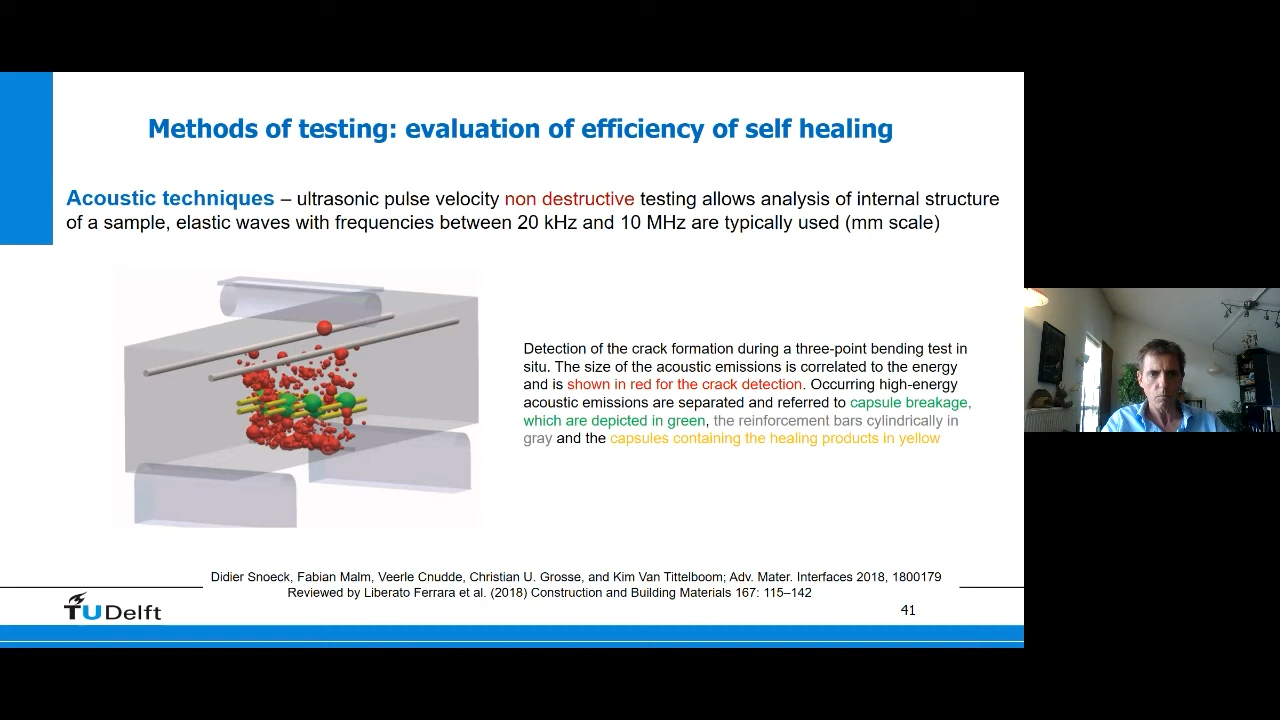 Methods of testing: evaluation of efficiency of self healing
Acoustic techniques – ultrasonic pulse velocity non destructive testing allows analysis of internal structure
of a sample, elastic waves with frequencies between 20 kHz and 10 MHz are typically used (mm scale)
Detection of the crack formation during a three-point bending test in
situ. The size of the acoustic emissions is correlated to the energy
and is shown in red for the crack detection. Occurring high-energy
acoustic emissions are separated and referred to capsule breakage,
which are depicted in green, the reinforcement bars cylindrically in
gray and the capsules containing the healing products in yellow
Didier Snoeck, Fabian Malm, Veerle Cnudde, Christian U. Grosse, and Kim Van Tittelboom; Adv. Mater. Interfaces 2018, 1800179
Reviewed by Liberato Ferrara et al. (2018) Construction and Building Materials 167: 115–142
TUDelft
41